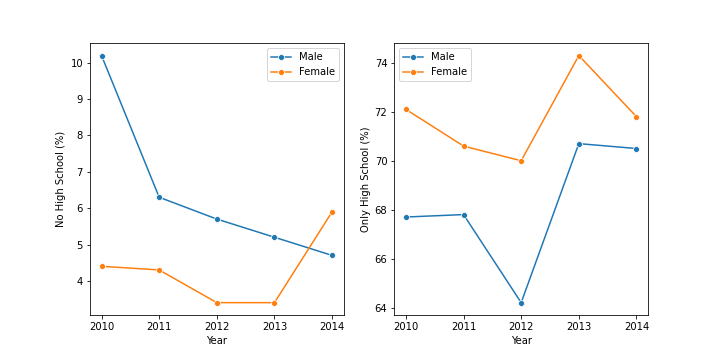 No High School (%)
10
9
8
7
6
5
4
2010 2011 2012 2013 2014
Year
Male
Female
Only High School (%)
74
72
70
68
66
64
2010 2011 2012 2013 2014
Year
Male
Female